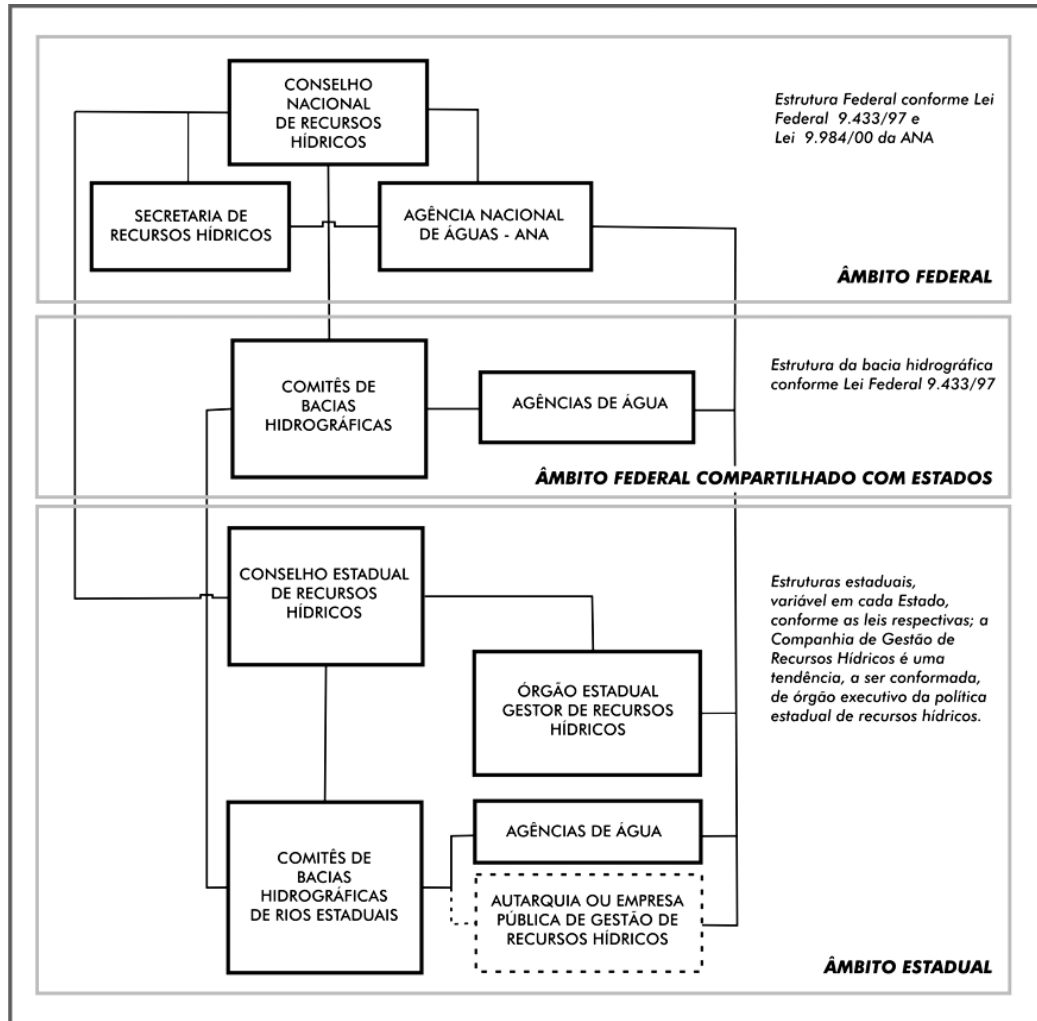 CONSELHO
NACIONAL
DE RECURSOS
HÍDRICOS
Estrutura Federal conforme Lei
Federal 9.433/97 e
Lei 9.984/00 da ANA
SECRETARIA DE
RECURSOS HÍDRICOS
AGÊNCIA NACIONAL
DE ÁGUAS - ANA
ÂMBITO FEDERAL
COMITÊS DE
BACIAS
HIDROGRÁFICAS
AGÊNCIAS DE ÁGUA
Estrutura da bacia hidrográfica
conforme Lei Federal 9.433/97
ÂMBITO FEDERAL COMPARTILHADO COM ESTADOS
CONSELHO ESTADUAL
DE RECURSOS
HÍDRICOS
Estruturas estaduais,
variável em cada Estado,
conforme as leis respectivas; a
Companhia de Gestão de
Recursos Hídricos é uma
tendência, a ser conformada,
de órgão executivo da política
estadual de recursos hídricos.
ÓRGÃO ESTADUAL
GESTOR DE RECURSOS
HÍDRICOS
COMITÊS DE
BACIAS
HIDROGRÁFICAS
DE RIOS ESTADUAIS
AGÊNCIAS DE ÁGUA
AUTARQUIA OU EMPRESA
PÚBLICA DE GESTÃO DE
RECURSOS HÍDRICOS
ÂMBITO ESTADUAL